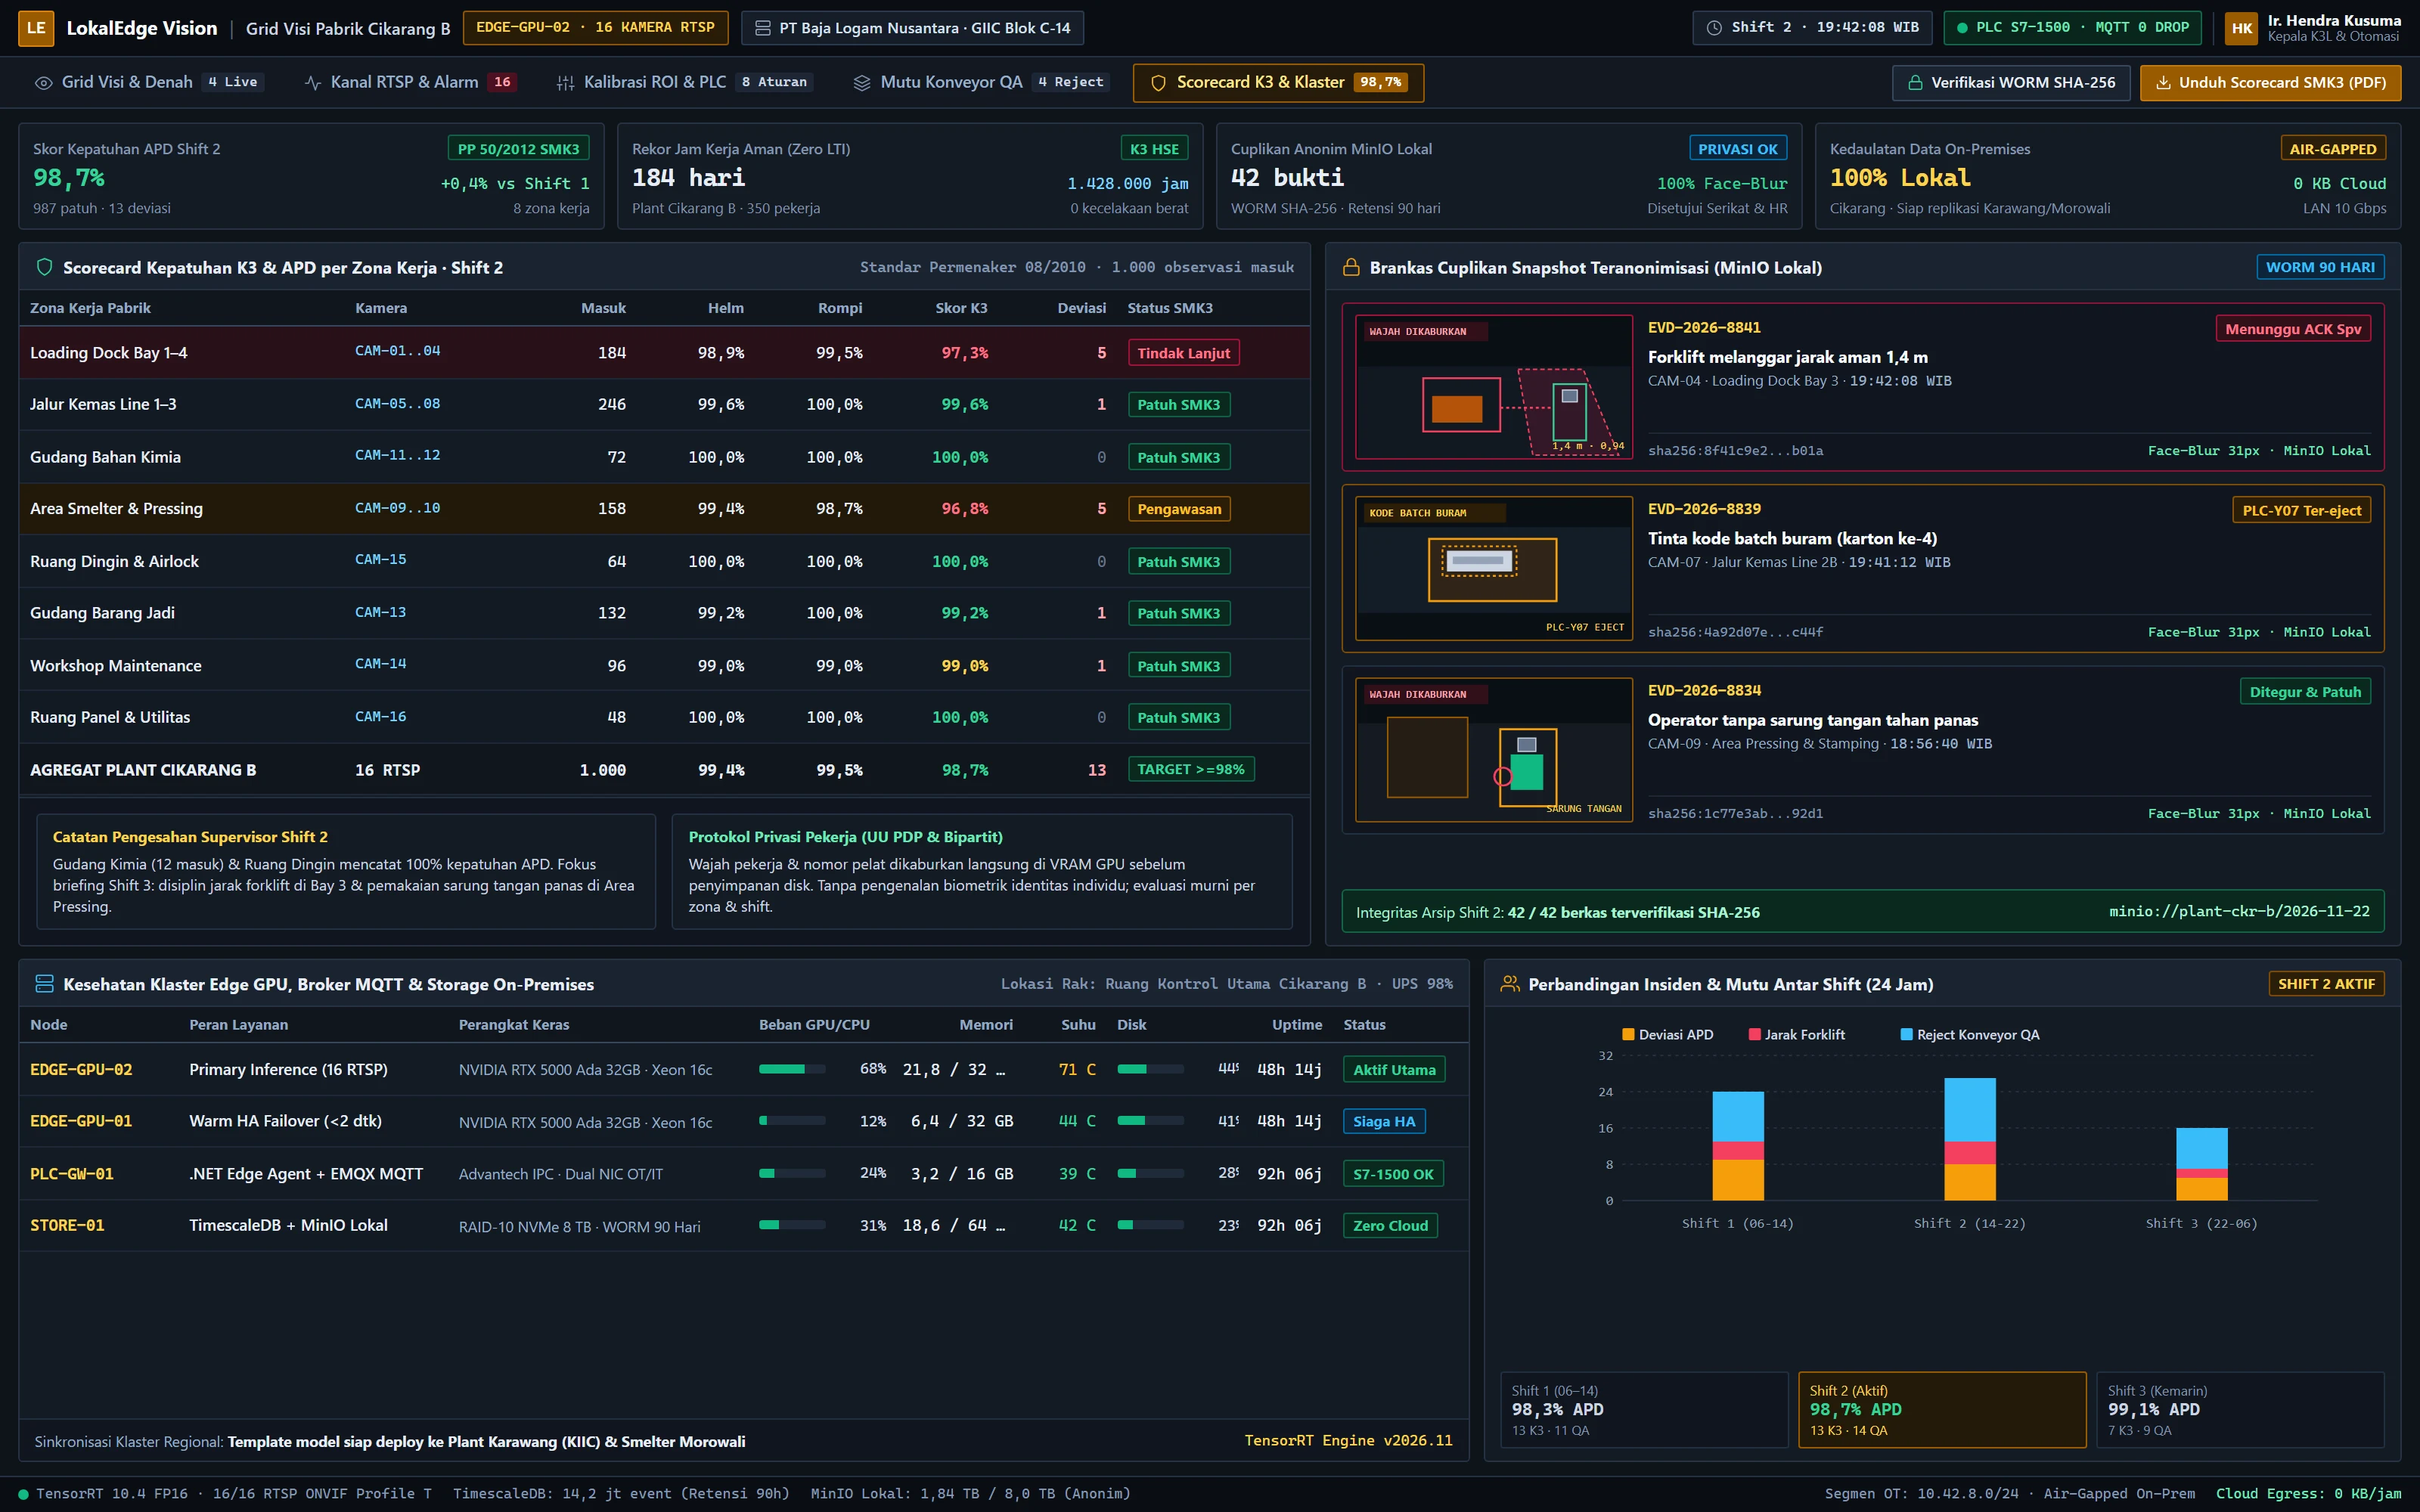 LE LokalEdge Vision | Grid Visi Pabrik Cikarang B EDGE-GPU-02 · 16 KAMERA RTSP PT Baja Logam Nusantara · GIIC Blok C-14 Shift 2 · 19:42:08 WIB PLC S7-1500 · MQTT 0 DROP HK Ir. Hendra Kusuma
Kepala K3L & Otomasi
Grid Visi & Denah 4 Live Kanal RTSP & Alarm 16 Kalibrasi ROI & PLC 8 Aturan Mutu Konveyor QA 4 Reject Scorecard K3 & Klaster 98,7% Verifikasi WORM SHA-256 Unduh Scorecard SMK3 (PDF)
Skor Kepatuhan APD Shift 2 PP 50/2012 SMK3
98,7% +0,4% vs Shift 1
987 patuh · 13 deviasi 8 zona kerja
Rekor Jam Kerja Aman (Zero LTI) K3 HSE
184 hari 1.428.000 jam
Plant Cikarang B · 350 pekerja 0 kecelakaan berat
Cuplikan Anonim MinIO Lokal PRIVASI OK
42 bukti 100% Face-Blur
WORM SHA-256 · Retensi 90 hari Disetujui Serikat & HR
Kedaulatan Data On-Premises AIR-GAPPED
100% Lokal 0 KB Cloud
Cikarang · Siap replikasi Karawang/Morowali LAN 10 Gbps
Scorecard Kepatuhan K3 & APD per Zona Kerja · Shift 2 Standar Permenaker 08/2010 · 1.000 observasi masuk
Zona Kerja Pabrik Kamera Masuk Helm Rompi Skor K3 Deviasi Status SMK3
Loading Dock Bay 1–4 CAM-01..04 184 98,9% 99,5% 97,3% 5 Tindak Lanjut
Jalur Kemas Line 1–3 CAM-05..08 246 99,6% 100,0% 99,6% 1 Patuh SMK3
Gudang Bahan Kimia CAM-11..12 72 100,0% 100,0% 100,0% 0 Patuh SMK3
Area Smelter & Pressing CAM-09..10 158 99,4% 98,7% 96,8% 5 Pengawasan
Ruang Dingin & Airlock CAM-15 64 100,0% 100,0% 100,0% 0 Patuh SMK3
Gudang Barang Jadi CAM-13 132 99,2% 100,0% 99,2% 1 Patuh SMK3
Workshop Maintenance CAM-14 96 99,0% 99,0% 99,0% 1 Patuh SMK3
Ruang Panel & Utilitas CAM-16 48 100,0% 100,0% 100,0% 0 Patuh SMK3
AGREGAT PLANT CIKARANG B 16 RTSP 1.000 99,4% 99,5% 98,7% 13 TARGET >=98%
Catatan Pengesahan Supervisor Shift 2
Gudang Kimia (12 masuk) & Ruang Dingin mencatat 100% kepatuhan APD. Fokus
briefing Shift 3: disiplin jarak forklift di Bay 3 & pemakaian sarung tangan panas di Area
Pressing.
Protokol Privasi Pekerja (UU PDP & Bipartit)
Wajah pekerja & nomor pelat dikaburkan langsung di VRAM GPU sebelum
penyimpanan disk. Tanpa pengenalan biometrik identitas individu; evaluasi murni per
zona & shift.
Brankas Cuplikan Snapshot Teranonimisasi (MinIO Lokal) WORM 90 HARI
WAJAH DIKABURKAN
1,4 m · 0,94
EVD-2026-8841 Menunggu ACK Spv
Forklift melanggar jarak aman 1,4 m
CAM-04 · Loading Dock Bay 3 · 19:42:08 WIB
sha256:8f41c9e2...b01a Face-Blur 31px · MinIO Lokal
KODE BATCH BURAM
PLC-Y07 EJECT
EVD-2026-8839 PLC-Y07 Ter-eject
Tinta kode batch buram (karton ke-4)
CAM-07 · Jalur Kemas Line 2B · 19:41:12 WIB
sha256:4a92d07e...c44f Face-Blur 31px · MinIO Lokal
WAJAH DIKABURKAN
SARUNG TANGAN
EVD-2026-8834 Ditegur & Patuh
Operator tanpa sarung tangan tahan panas
CAM-09 · Area Pressing & Stamping · 18:56:40 WIB
sha256:1c77e3ab...92d1 Face-Blur 31px · MinIO Lokal
Integritas Arsip Shift 2: 42 / 42 berkas terverifikasi SHA-256 minio://plant-ckr-b/2026-11-22
Kesehatan Klaster Edge GPU, Broker MQTT & Storage On-Premises Lokasi Rak: Ruang Kontrol Utama Cikarang B · UPS 98%
Node Peran Layanan Perangkat Keras Beban GPU/CPU Memori Suhu Disk Uptime Status
EDGE-GPU-02 Primary Inference (16 RTSP) NVIDIA RTX 5000 Ada 32GB · Xeon 16c 68% 21,8 / 32 … 71 C 44% 48h 14j Aktif Utama
EDGE-GPU-01 Warm HA Failover (<2 dtk) NVIDIA RTX 5000 Ada 32GB · Xeon 16c 12% 6,4 / 32 GB 44 C 41% 48h 14j Siaga HA
PLC-GW-01 .NET Edge Agent + EMQX MQTT Advantech IPC · Dual NIC OT/IT 24% 3,2 / 16 GB 39 C 28% 92h 06j S7-1500 OK
STORE-01 TimescaleDB + MinIO Lokal RAID-10 NVMe 8 TB · WORM 90 Hari 31% 18,6 / 64 … 42 C 23% 92h 06j Zero Cloud
Sinkronisasi Klaster Regional: Template model siap deploy ke Plant Karawang (KIIC) & Smelter Morowali TensorRT Engine v2026.11
Perbandingan Insiden & Mutu Antar Shift (24 Jam) SHIFT 2 AKTIF
Deviasi APD Jarak Forklift Reject Konveyor QA
32
24
16
8
0
Shift 1 (06-14) Shift 2 (14-22) Shift 3 (22-06)
Shift 1 (06–14)
98,3% APD
13 K3 · 11 QA
Shift 2 (Aktif)
98,7% APD
13 K3 · 14 QA
Shift 3 (Kemarin)
99,1% APD
7 K3 · 9 QA
TensorRT 10.4 FP16 · 16/16 RTSP ONVIF Profile T TimescaleDB: 14,2 jt event (Retensi 90h) MinIO Lokal: 1,84 TB / 8,0 TB (Anonim) Segmen OT: 10.42.8.0/24 · Air-Gapped On-Prem Cloud Egress: 0 KB/jam